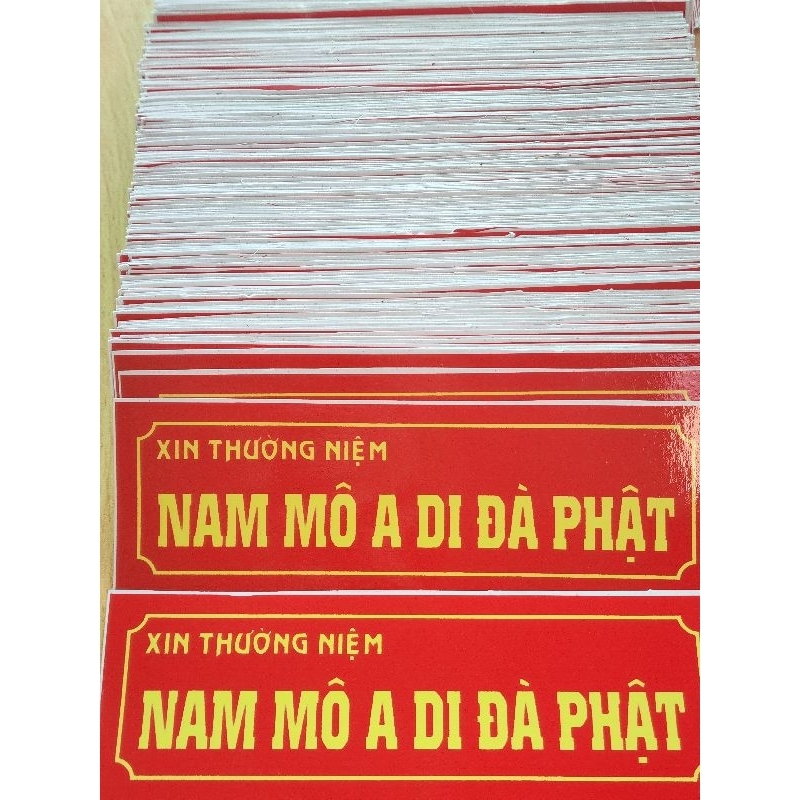 XIN THƯỜNG NIỆM
NAM MÔ A DI ĐÀ PHẬT
XIN THƯỜNG NIỆM
NAM MÔ A DI ĐÀ PHẬT